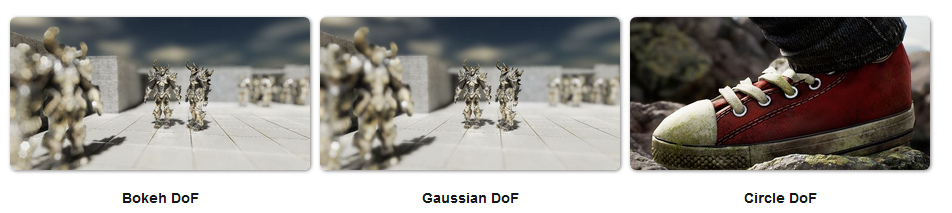 Bokeh DoF
Gaussian DoF
Circle DoF